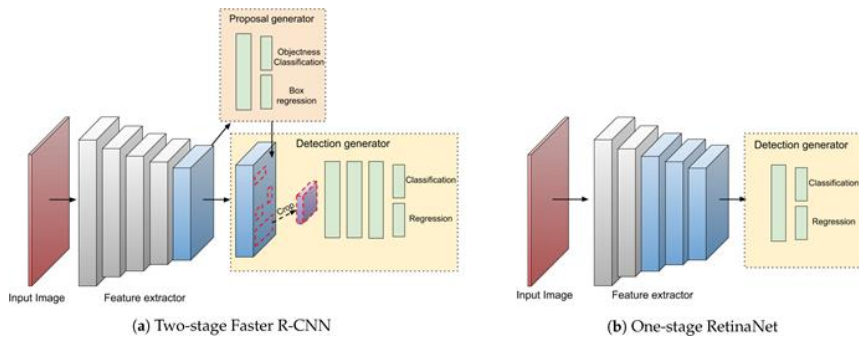 Proposal generator
Objectness
Classification
Box
regression
Detection generator
Classification
Crop
Regression
Input Image
Feature extractor
(a) Two-stage Faster R-CNN
Detection generator
Classification
Regression
Input Image
Feature extractor
(b) One-stage RetinaNet